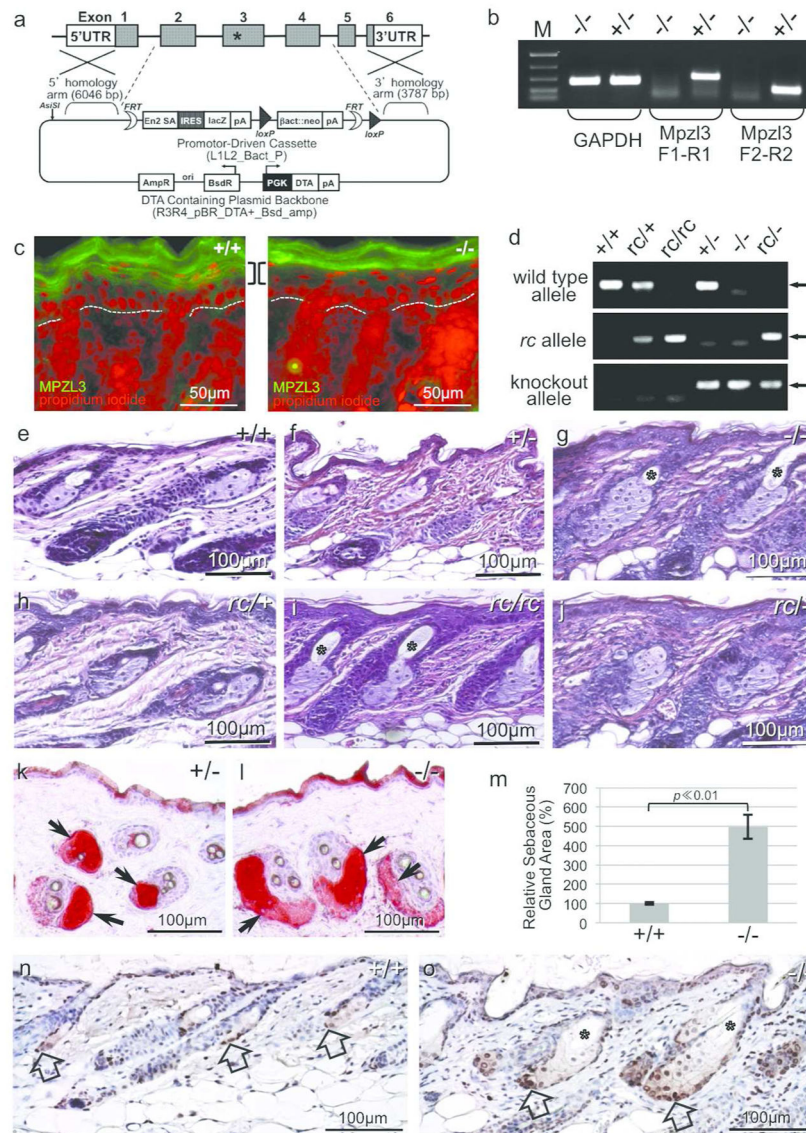 a
Exon 1 2 3 4 5 6
5'UTR * 3'UTR
5' homology arm (6046 bp)
3' homology arm (3787 bp)
AsiSI FRT FRT
En2 SA IRES lacZ pA βact::neo pA
loxP loxP
Promotor-Driven Cassette
(L1L2_Bact_P)
AmpR ori BsdR PGK DTA pA
DTA Containing Plasmid Backbone
(R3R4_pBR_DTA+_Bsd_amp)
b
M -/- +/- -/- +/- -/- +/-
GAPDH Mpzl3 Mpzl3
F1-R1 F2-R2
c
+/+ -/-
MPZL3 MPZL3
propidium iodide propidium iodide
50μm 50μm
d
+/+ rc/+ rc/rc +/- -/- rc/-
wild type
allele
rc allele
knockout
allele
e +/+
100μm
f +/-
100μm
g -/-
*
*
100μm
h rc/+
100μm
i rc/rc
*
*
100μm
j rc/-
100μm
k +/-
100μm
l -/-
100μm
m
Relative Sebaceous
Gland Area (%)
700
600
500
400
300
200
100
0
p≪0.01
+/+ -/-
n +/+
100μm
o -/-
*
*
100μm